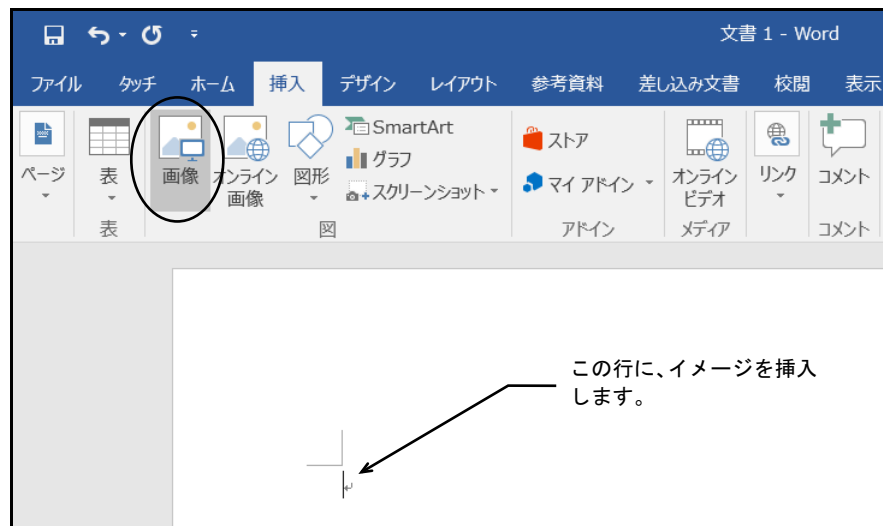 文書 1 - Word
ファイル タッチ ホーム 挿入 デザイン レイアウト 参考資料 差し込み文書 校閲 表示
ページ 表 画像 オンライン 画像 図形 SmartArt グラフ スクリーンショット ストア マイ アドイン オンライン ビデオ リンク コメント
表 図 アドイン メディア コメント
この行に、イメージを挿入
します。